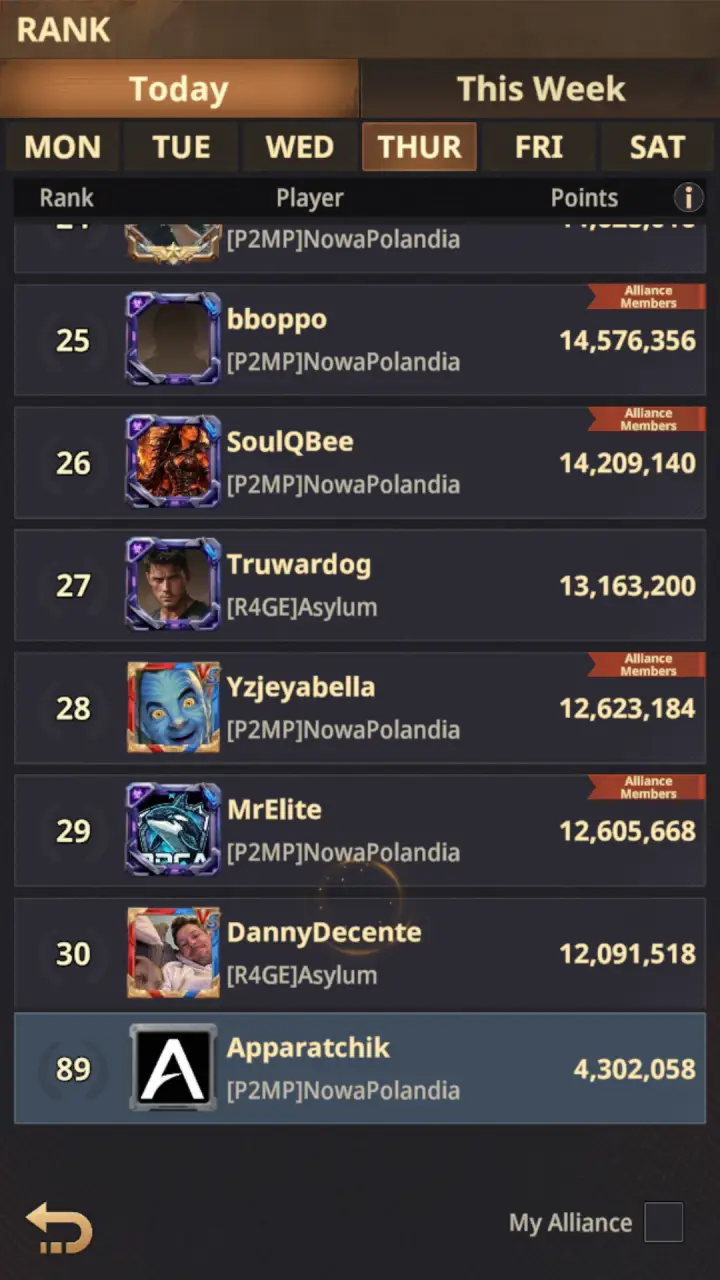 RANK
Today
This Week
MON
TUE
WED
THUR
FRI
SAT
Rank
Player
Points
[P2MP]NowaPolandia
Alliance
Members
25
bboppo
[P2MP]NowaPolandia
14,576,356
Alliance
Members
26
SoulQBee
[P2MP]NowaPolandia
14,209,140
27
Truwardog
[R4GE]Asylum
13,163,200
Alliance
Members
28
VS
Yzjeyabella
[P2MP]NowaPolandia
12,623,184
Alliance
Members
29
MrElite
[P2MP]NowaPolandia
12,605,668
30
VS
DannyDecente
[R4GE]Asylum
12,091,518
89
A
Apparatchik
[P2MP]NowaPolandia
4,302,058
My Alliance